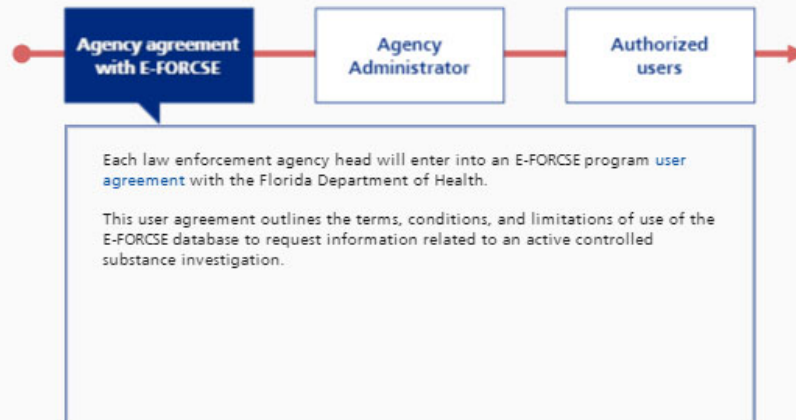 Agency agreement
with E-FORCSE
Agency
Administrator
Authorized
users
Each law enforcement agency head will enter into an E-FORCSE program user
agreement with the Florida Department of Health.
This user agreement outlines the terms, conditions, and limitations of use of the
E-FORCSE database to request information related to an active controlled
substance investigation.